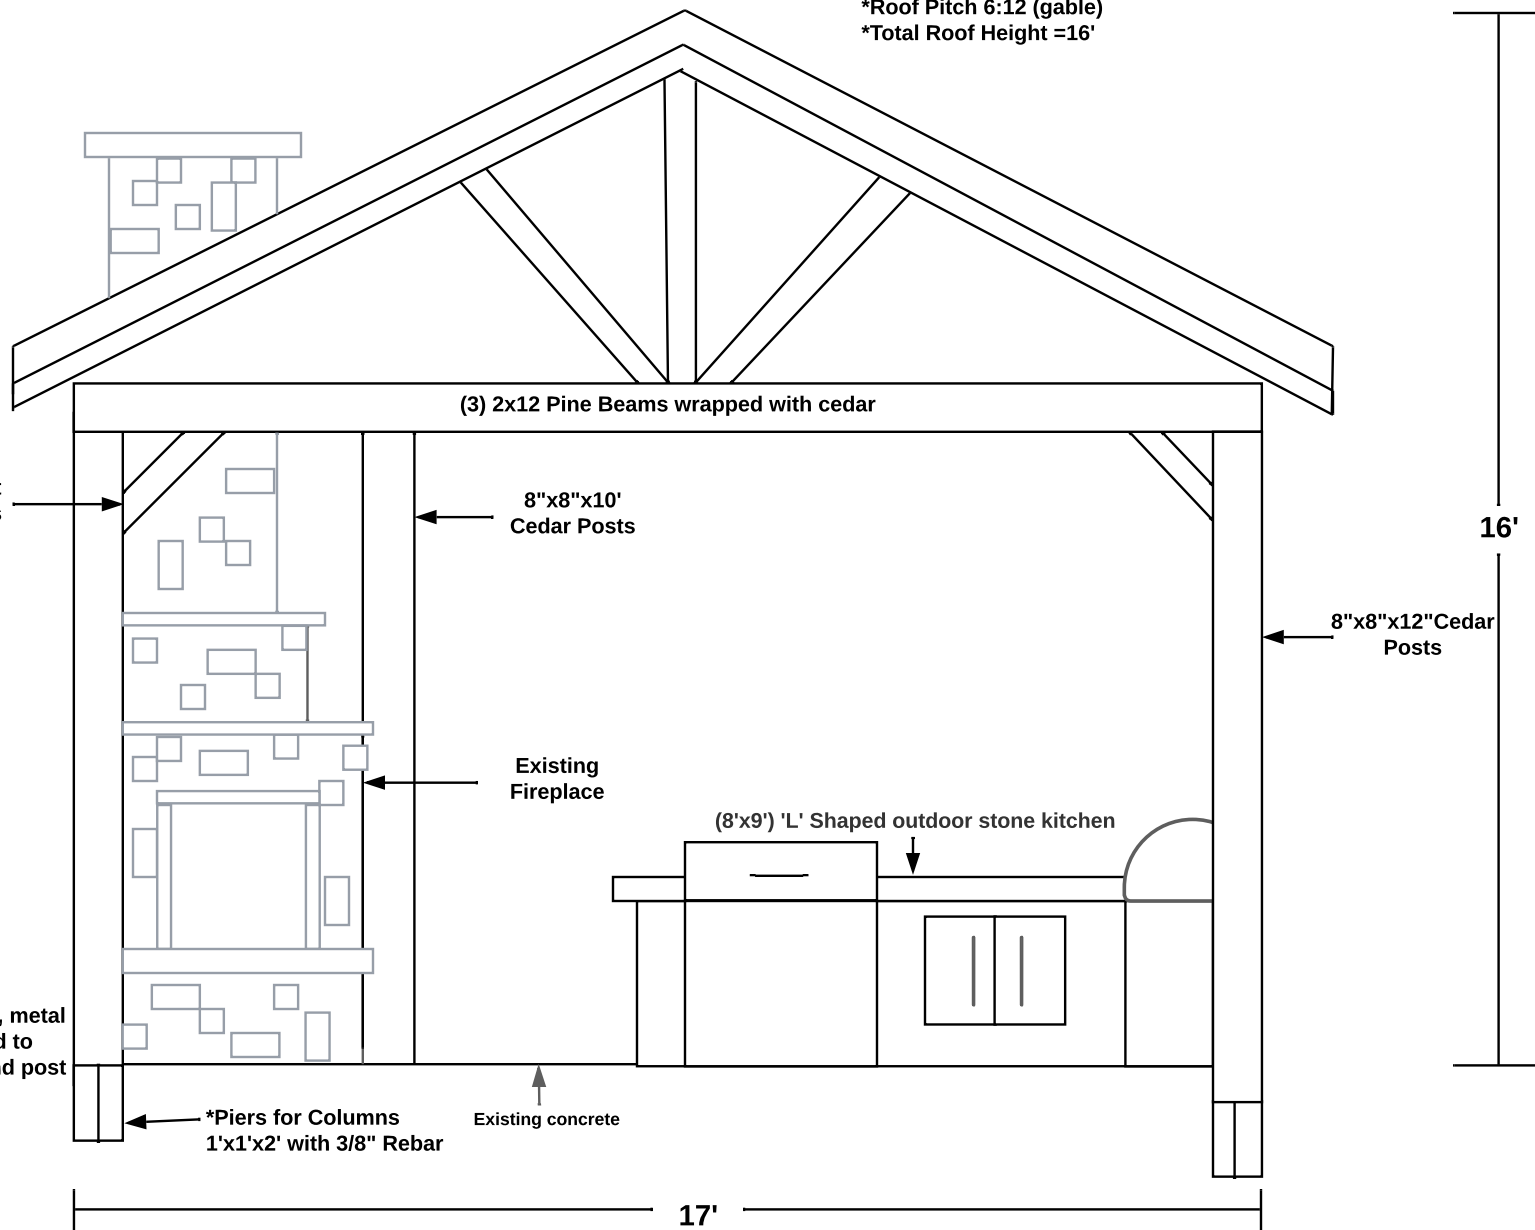 *Roof Pitch 6:12 (gable)
*Total Roof Height =16'
(3) 2x12 Pine Beams wrapped with cedar
8"x8"x10'
Cedar Posts
16'
8"x8"x12"Cedar
Posts
Existing
Fireplace
(8'x9') 'L' Shaped outdoor stone kitchen
, metal
to
post
*Piers for Columns
1'x1'x2' with 3/8" Rebar
Existing concrete
17'